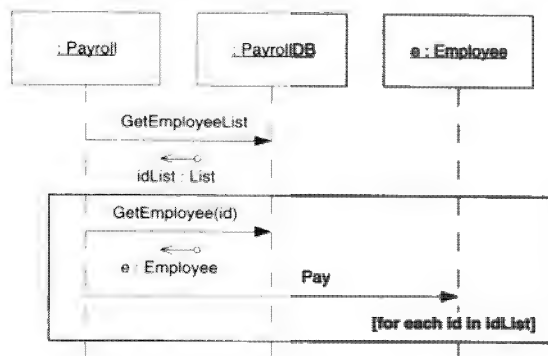 : Payroll
: PayrollDB
e : Employee
GetEmployeeList
idList : List
GetEmployee(id)
e : Employee
Pay
[for each id in idList]